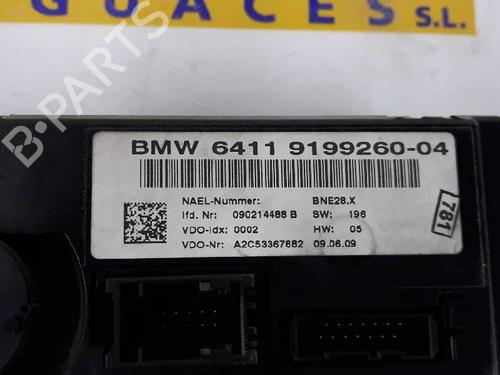 GUACES S.L.
BMW 6411 9199260-04
NAEL-Nummer: BNE28.X
lfd. Nr: 090214488 B SW: 196
VDO-Idx: 0002 HW: 05
VDO-Nr: A2C53367882 09.06.09
781
B-PARTS